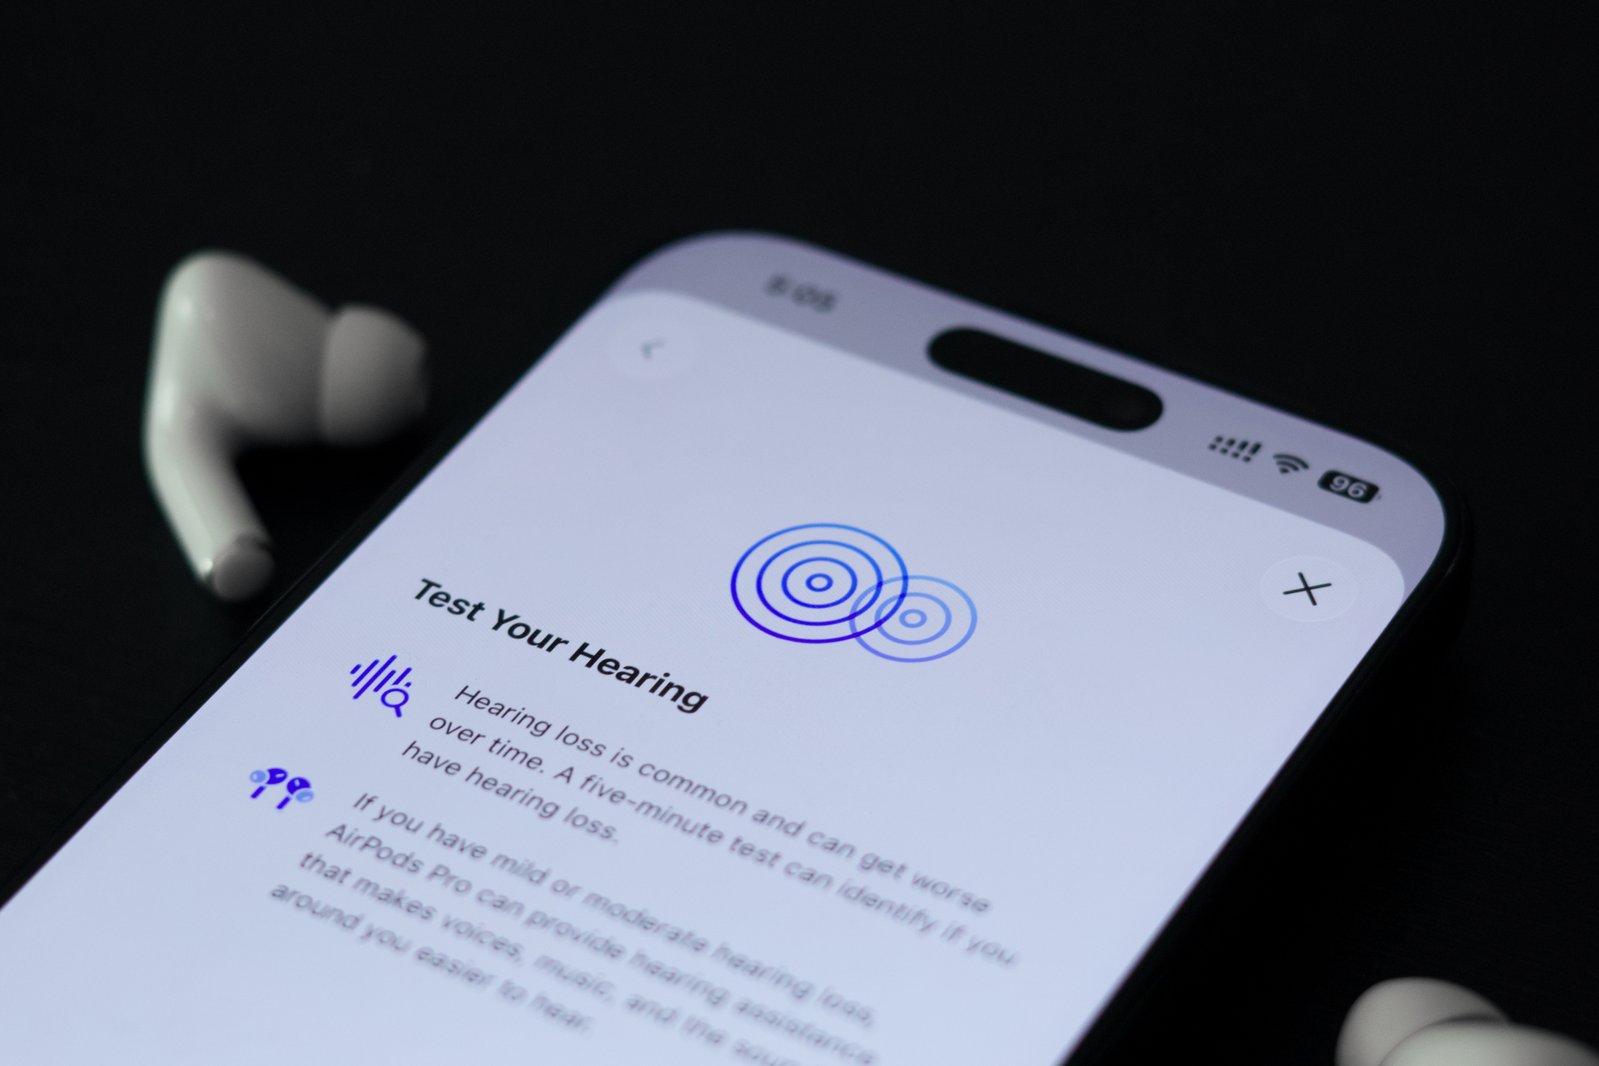 5:05
96
Test Your Hearing
Hearing loss is common and can get worse
over time. A five-minute test can identify if you
have hearing loss.
If you have mild or moderate hearing loss,
AirPods Pro can provide hearing assistance
that makes voices, music, and the
around you easier to hear.